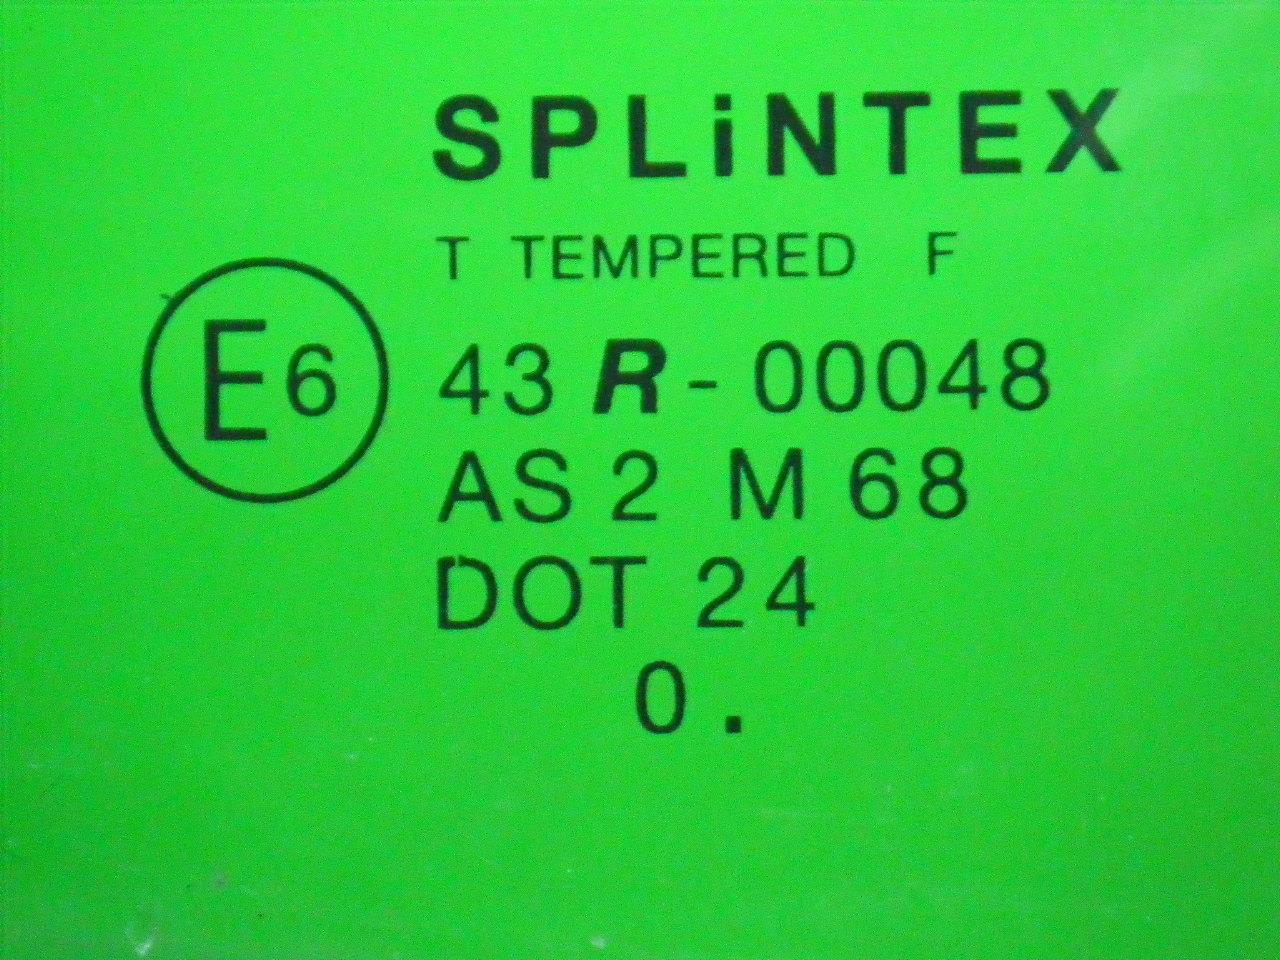 SPLiNTEX
T TEMPERED F
E6 43 R - 00048
AS 2 M 68
DOT 24
0 .